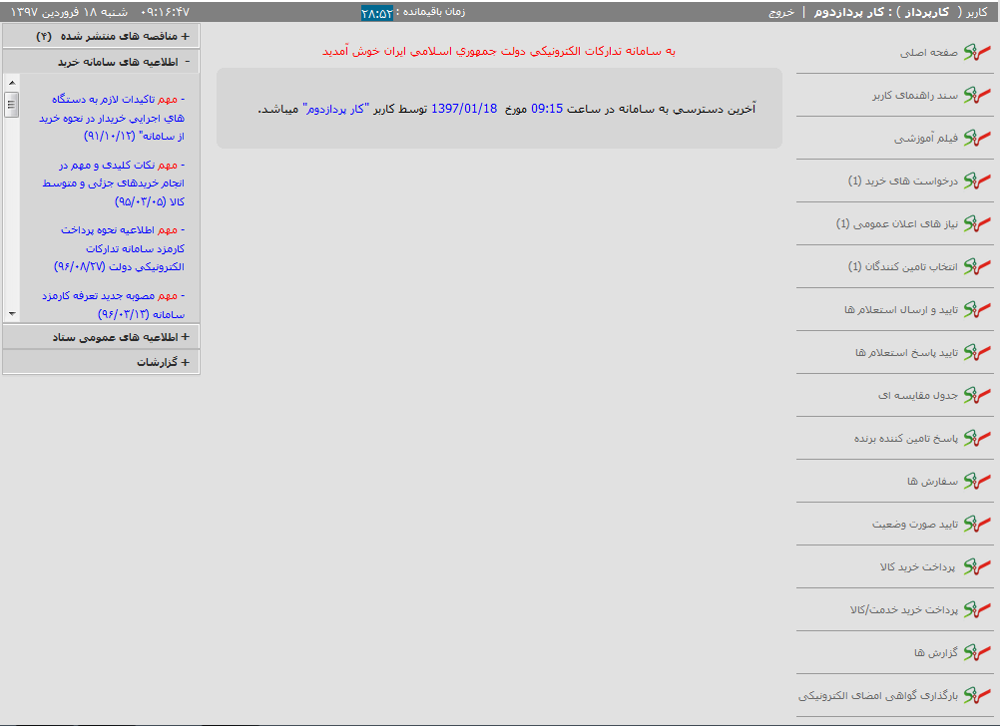 کاربر ( کارپرداز ) : کار پردازدوم | خروج
زمان باقیمانده : ۲۸:۵۲
۰۹:۱۶:۴۷ شنبه ۱۸ فروردین ۱۳۹۷
صفحه اصلی
سند راهنمای کاربر
فیلم آموزشی
درخواست های خرید (1)
نیاز های اعلان عمومی (1)
انتخاب تامین کنندگان (1)
تایید و ارسال استعلام ها
تایید پاسخ استعلام ها
جدول مقایسه ای
پاسخ تامین کننده برنده
سفارش ها
تایید صورت وضعیت
پرداخت خرید کالا
پرداخت خرید خدمت/کالا
گزارش ها
بارگذاری گواهی امضای الکترونیکی
به سامانه تدارکات الکترونیکي دولت جمهوري اسلامي ایران خوش آمدید
آخرین دسترسي به سامانه در ساعت 09:15 مورخ 1397/01/18 توسط کاربر "کار پردازدوم" میباشد.
+ مناقصه های منتشر شده (۴)
- اطلاعیه های سامانه خرید
- مهم تاکیدات لازم به دستگاه
هاي اجرایي خریدار در نحوه خرید
از سامانه" (۹۱/۱۰/۱۲)
- مهم نکات کلیدی و مهم در
انجام خریدهای جزئی و متوسط
کالا (۹۵/۰۳/۰۵)
- مهم اطلاعیه نحوه پرداخت
کارمزد سامانه تدارکات
الکترونیکي دولت (۹۶/۰۸/۲۷)
- مهم مصوبه جدید تعرفه کارمزد
سامانه (۹۶/۰۳/۱۳)
+ اطلاعیه های عمومی ستاد
+ گزارشات